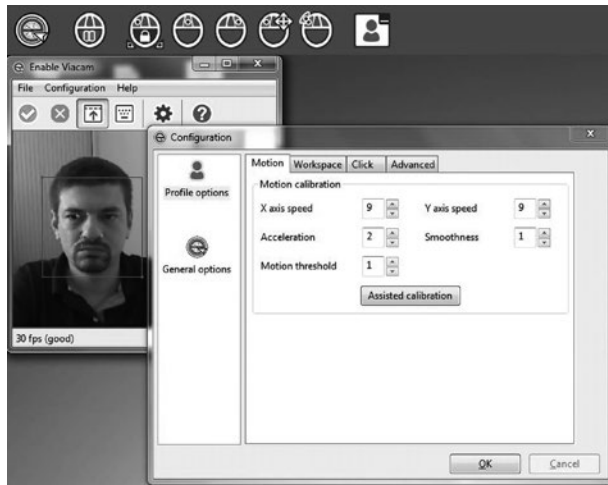 Enable Viacam
File Configuration Help
30 fps (good)
Configuration
Profile options
General options
Motion Workspace Click Advanced
Motion calibration
X axis speed 9 Y axis speed 9
Acceleration 2 Smoothness 1
Motion threshold 1
Assisted calibration
OK Cancel